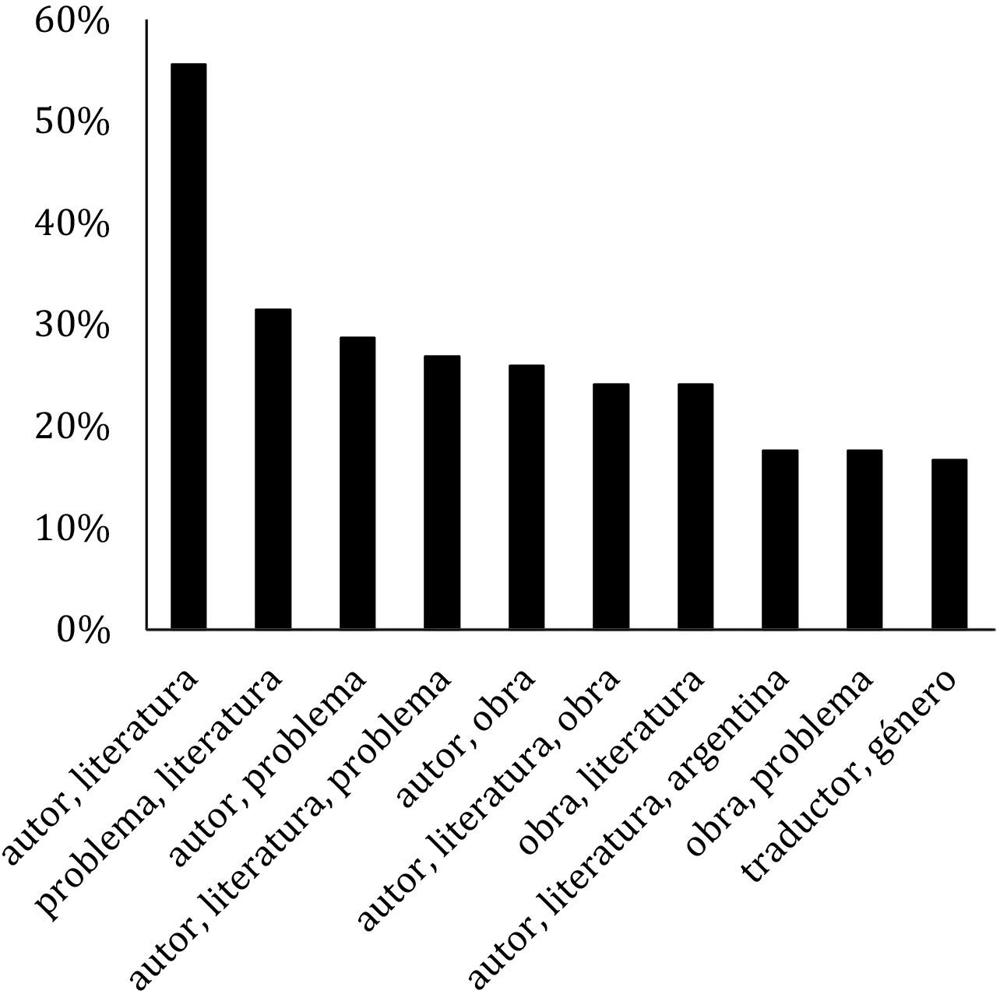 60%
50%
40%
30%
20%
10%
0%
autor, literatura
problema, literatura
autor, problema
autor, literatura, problema
autor, obra
autor, literatura, obra
obra, literatura
autor, literatura, argentina
obra, problema
traductor, género